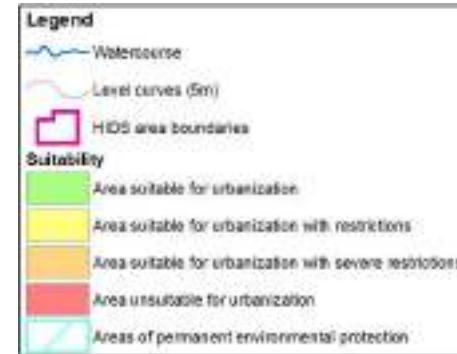 Legend
Watercourse
Level curves (5m)
HIDS area boundaries
Suitability
Area suitable for urbanization
Area suitable for urbanization with restrictions
Area suitable for urbanization with severe restrictions
Area unsuitable for urbanization
Areas of permanent environmental protection